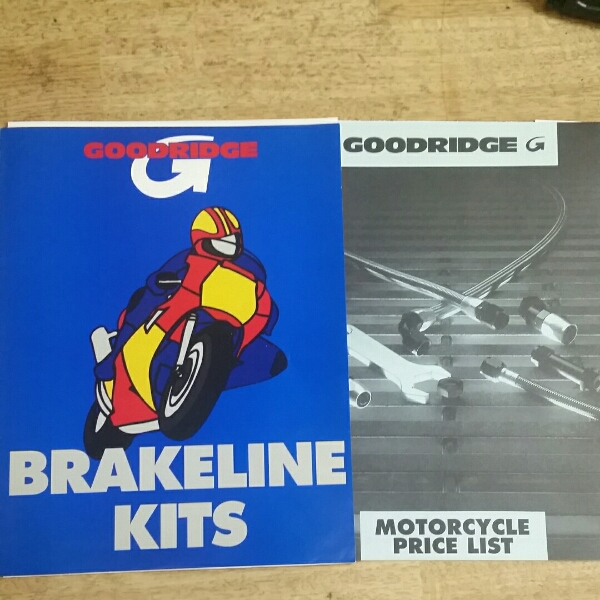 GOODRIDGE
G
BRAKELINE
KITS
GOODRIDGE G
MOTORCYCLE
PRICE LIST